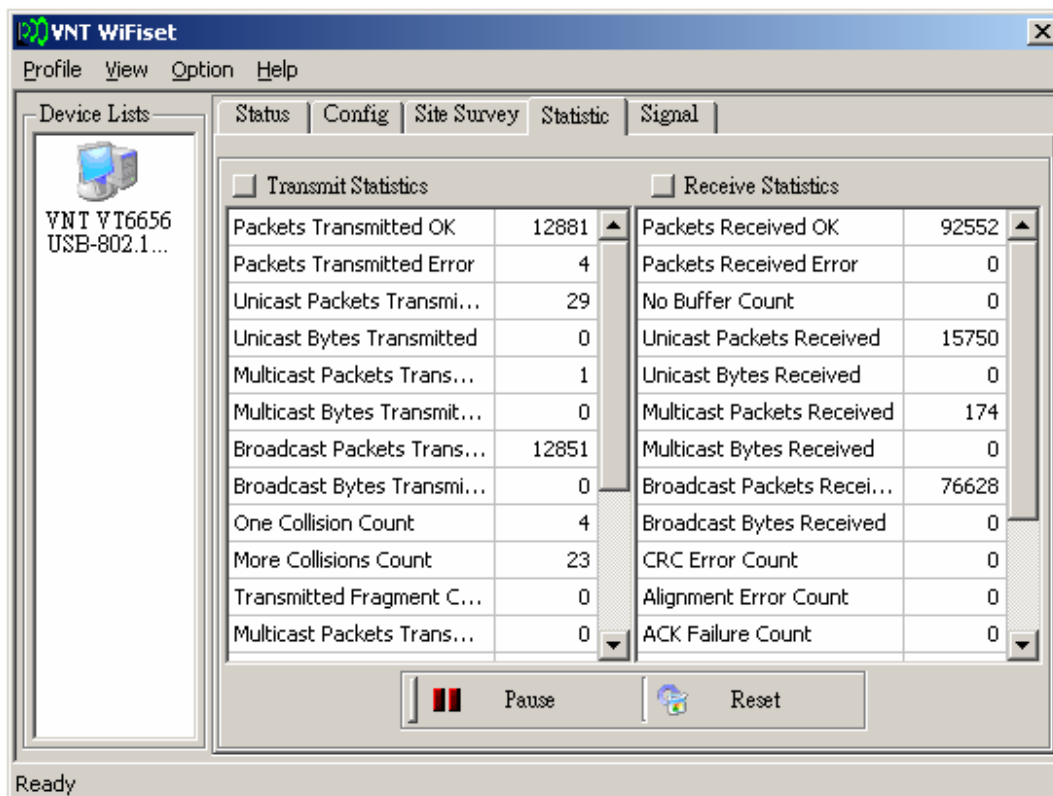 VNT WiFiset
Profile View Option Help
Device Lists
VNT VT6656
USB-802.1...
Status Config Site Survey Statistic Signal
Transmit Statistics
Packets Transmitted OK 12881
Packets Transmitted Error 4
Unicast Packets Transmi... 29
Unicast Bytes Transmitted 0
Multicast Packets Trans... 1
Multicast Bytes Transmit... 0
Broadcast Packets Trans... 12851
Broadcast Bytes Transmi... 0
One Collision Count 4
More Collisions Count 23
Transmitted Fragment C... 0
Multicast Packets Trans... 0
Receive Statistics
Packets Received OK 92552
Packets Received Error 0
No Buffer Count 0
Unicast Packets Received 15750
Unicast Bytes Received 0
Multicast Packets Received 174
Multicast Bytes Received 0
Broadcast Packets Recei... 76628
Broadcast Bytes Received 0
CRC Error Count 0
Alignment Error Count 0
ACK Failure Count 0
Pause Reset
Ready